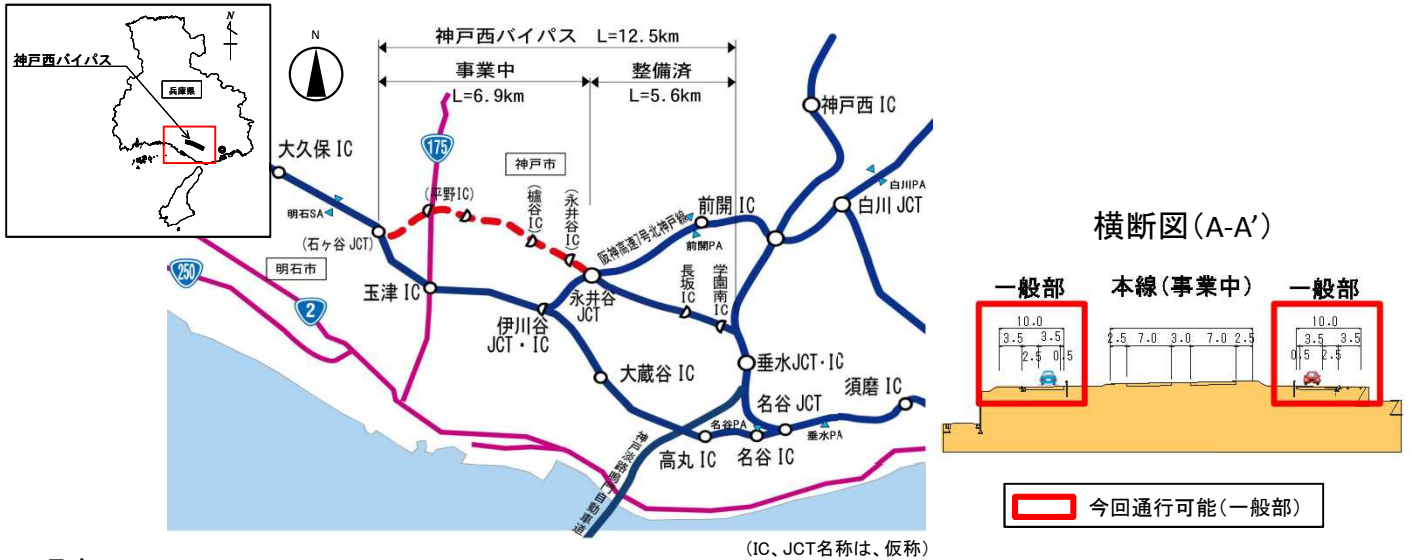 N
神戸西バイパス
兵庫県
N
神戸西バイパス L=12.5km
事業中
整備済
L=6.9km
L=5.6km
神戸西 IC
大久保 IC
175
神戸市
(平野IC)
(櫨谷IC)
(永井谷IC)
明石SA
前開 IC
白川PA
白川 JCT
阪神高速7号北神戸線
前開PA
(石ヶ谷 JCT)
250
明石市
2
玉津 IC
永井谷
JCT
長坂IC
学園南IC
伊川谷
JCT・IC
大蔵谷 IC
垂水JCT・IC
須磨 IC
名谷 JCT
名谷PA
垂水PA
高丸 IC
名谷 IC
神戸淡路鳴門自動車道
(IC、JCT名称は、仮称)
横断図(A-A’)
一般部
本線(事業中)
一般部
10.0
3.5
3.5
2.5
0.5
2.5
7.0
3.0
7.0
2.5
10.0
3.5
3.5
0.5
2.5
今回通行可能(一般部)